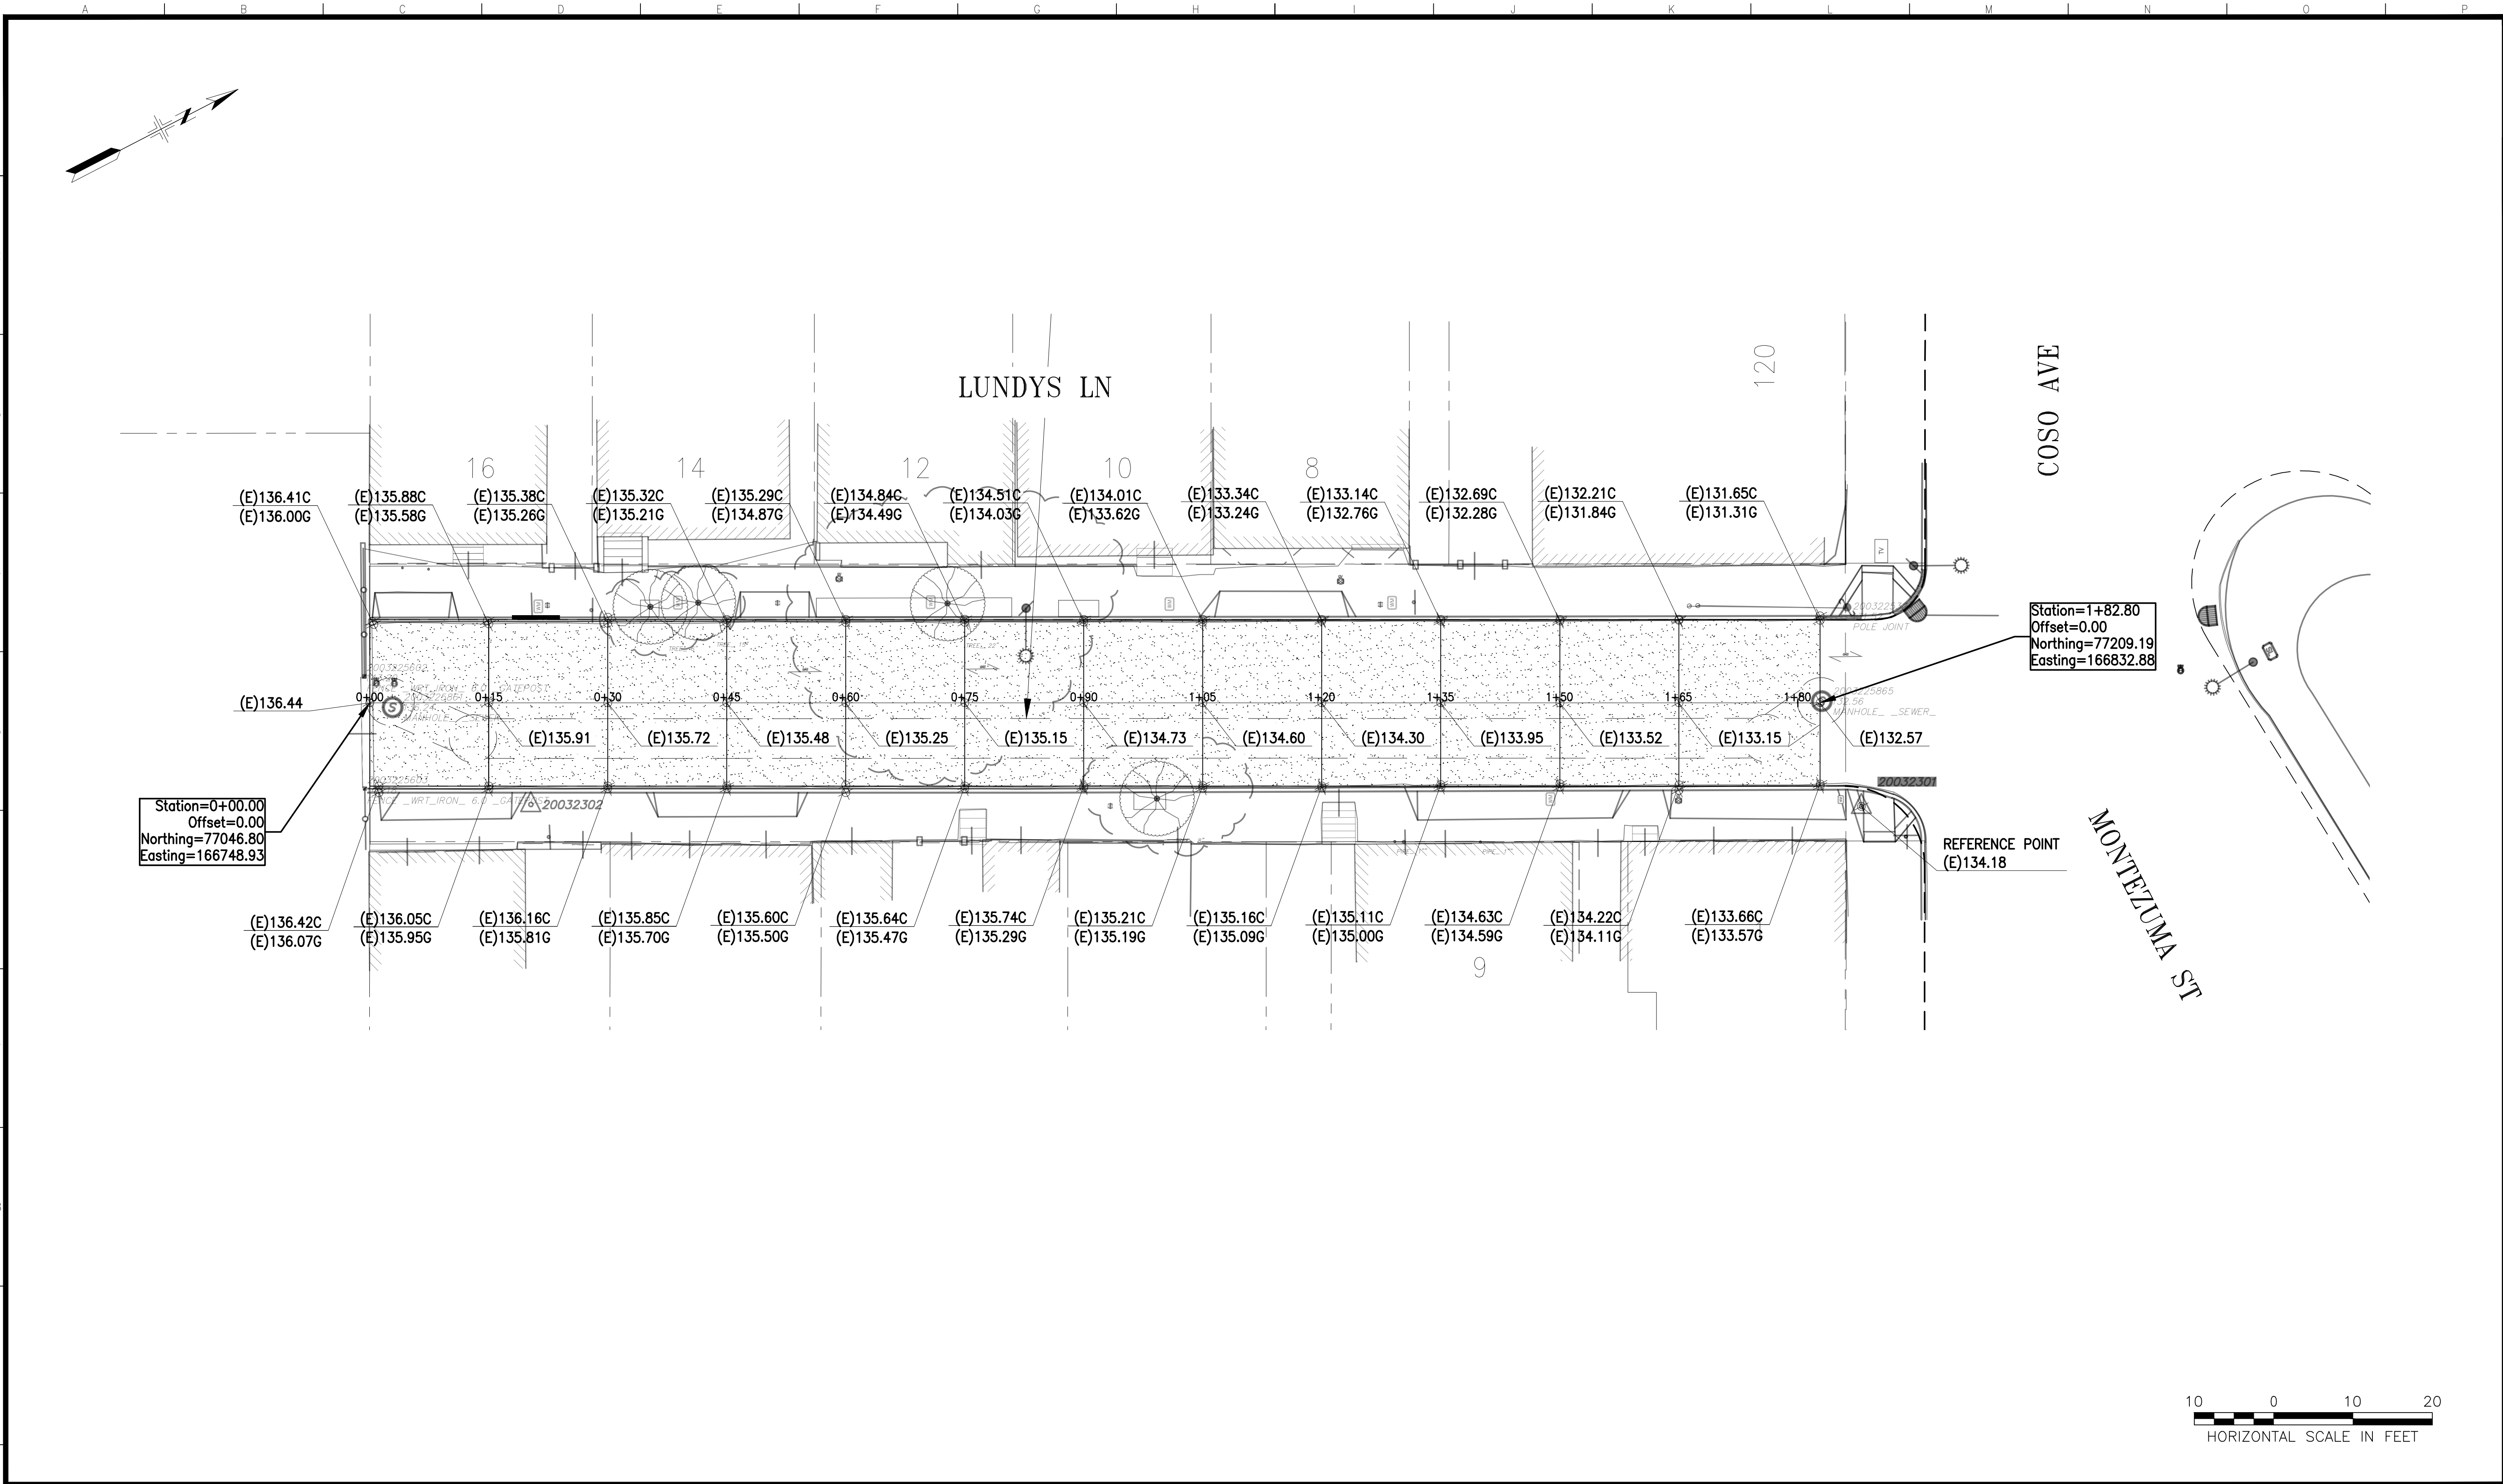 A B C D E F G H I J K L M N O P
LUNDYS LN
COSO AVE
120
16
14
12
10
8
(E)136.41C
(E)136.00G
(E)135.88C
(E)135.58G
(E)135.38C
(E)135.26G
(E)135.32C
(E)135.21G
(E)135.29C
(E)134.87G
(E)134.84C
(E)134.49G
(E)134.51C
(E)134.03G
(E)134.01C
(E)133.62G
(E)133.34C
(E)133.24G
(E)133.14C
(E)132.76G
(E)132.69C
(E)132.28G
(E)132.21C
(E)131.84G
(E)131.65C
(E)131.31G
TV
POLE JOINT
Station=1+82.80
Offset=0.00
Northing=77209.19
Easting=166832.88
(E)136.44
0+00 0+15 0+30 0+45 0+60 0+75 0+90 1+05 1+20 1+35 1+50 1+65 1+80
S
S
2003225865
132.56
MANHOLE_ _SEWER_
(E)135.91
(E)135.72
(E)135.48
(E)135.25
(E)135.15
(E)134.73
(E)134.60
(E)134.30
(E)133.95
(E)133.52
(E)133.15
(E)132.57
20032301
20032302
Station=0+00.00
Offset=0.00
Northing=77046.80
Easting=166748.93
REFERENCE POINT
(E)134.18
MONTEZUMA ST
(E)136.42C
(E)136.07G
(E)136.05C
(E)135.95G
(E)136.16C
(E)135.81G
(E)135.85C
(E)135.70G
(E)135.60C
(E)135.50G
(E)135.64C
(E)135.47G
(E)135.74C
(E)135.29G
(E)135.21C
(E)135.19G
(E)135.16C
(E)135.09G
(E)135.11C
(E)135.00G
(E)134.63C
(E)134.59G
(E)134.22C
(E)134.11G
(E)133.66C
(E)133.57G
9
10 0 10 20
HORIZONTAL SCALE IN FEET